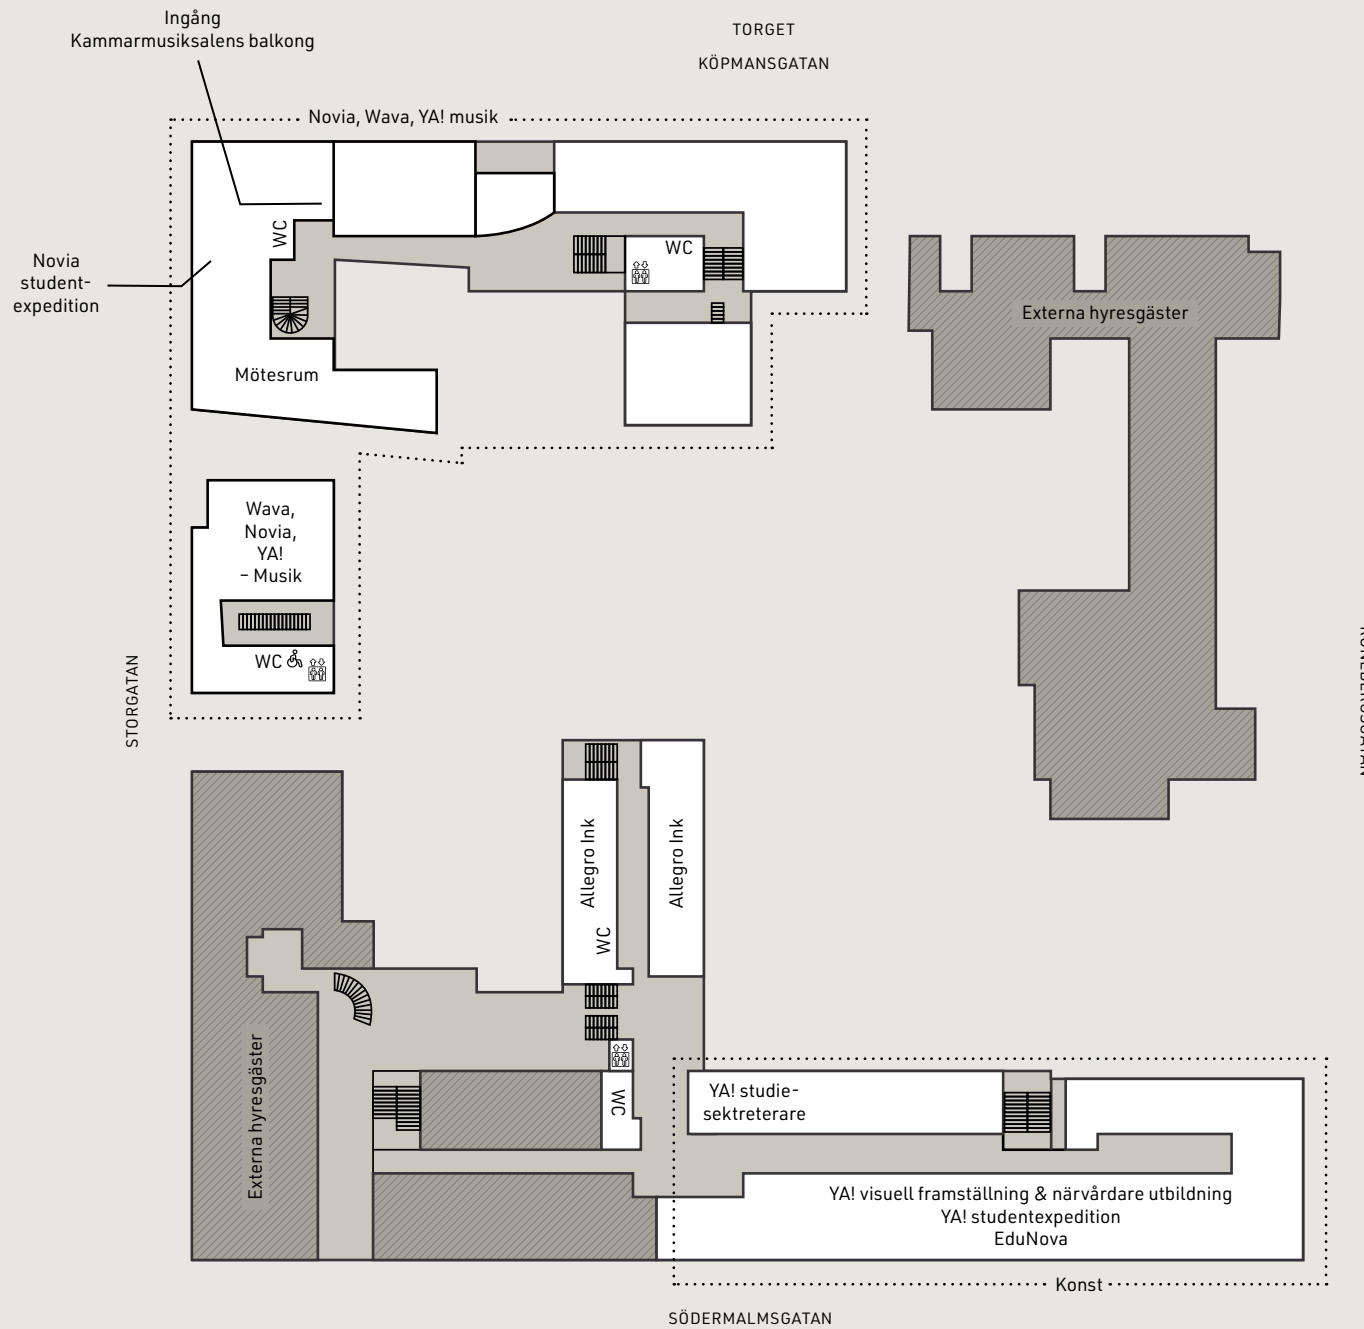 Ingång
Kammarmusiksalens balkong
TORGET
KÖPMANSGATAN
Novia, Wava, YA! musik
WC
WC
Novia
student-
expedition
Externa hyresgäster
Mötesrum
Wava,
Novia,
YA!
– Musik
WC
STORGATAN
Allegro Ink
Allegro Ink
WC
Externa hyresgäster
WC
YA! studie-
sektreterare
YA! visuell framställning & närvårdare utbildning
YA! studentexpedition
EduNova
Konst
SÖDERMALMSGATAN